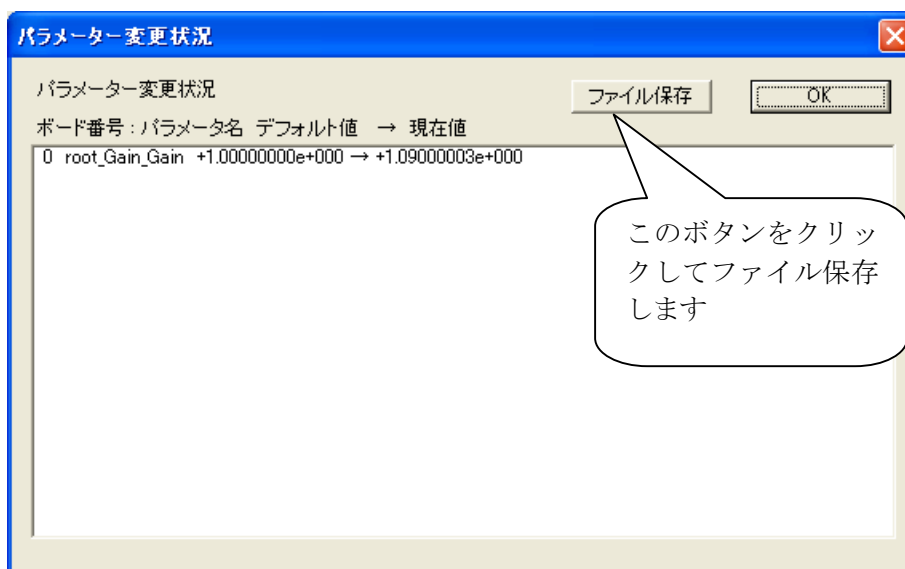 パラメーター変更状況
パラメーター変更状況
ファイル保存
OK
ボード番号：パラメータ名 デフォルト値 → 現在値
0 root_Gain_Gain +1.00000000e+000 → +1.09000003e+000
このボタンをクリッ
クしてファイル保存
します